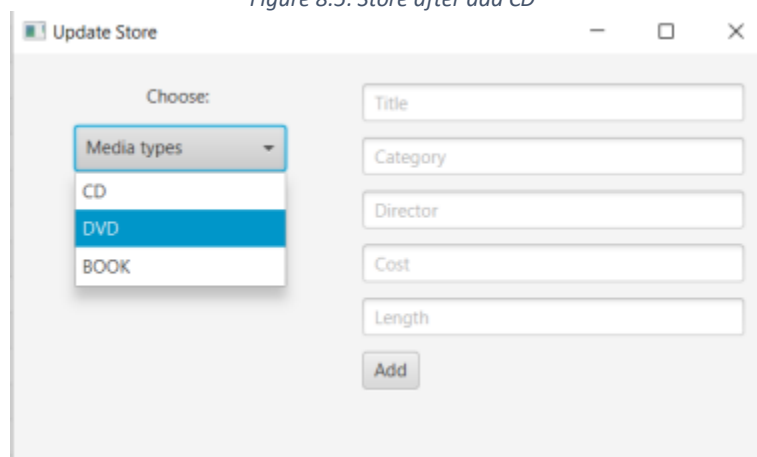 Figure 8.5: Store after add CD
Update Store
Choose:
Media types
CD
DVD
BOOK
Title
Category
Director
Cost
Length
Add